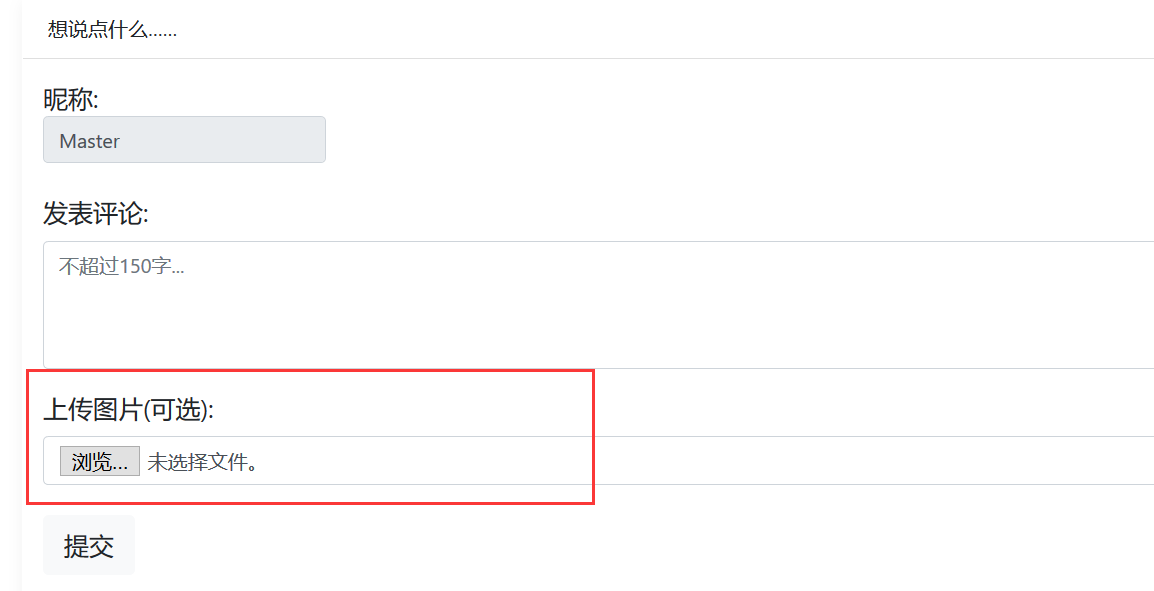 想说点什么......
昵称:
Master
发表评论:
不超过150字...
上传图片(可选):
浏览... 未选择文件。
提交